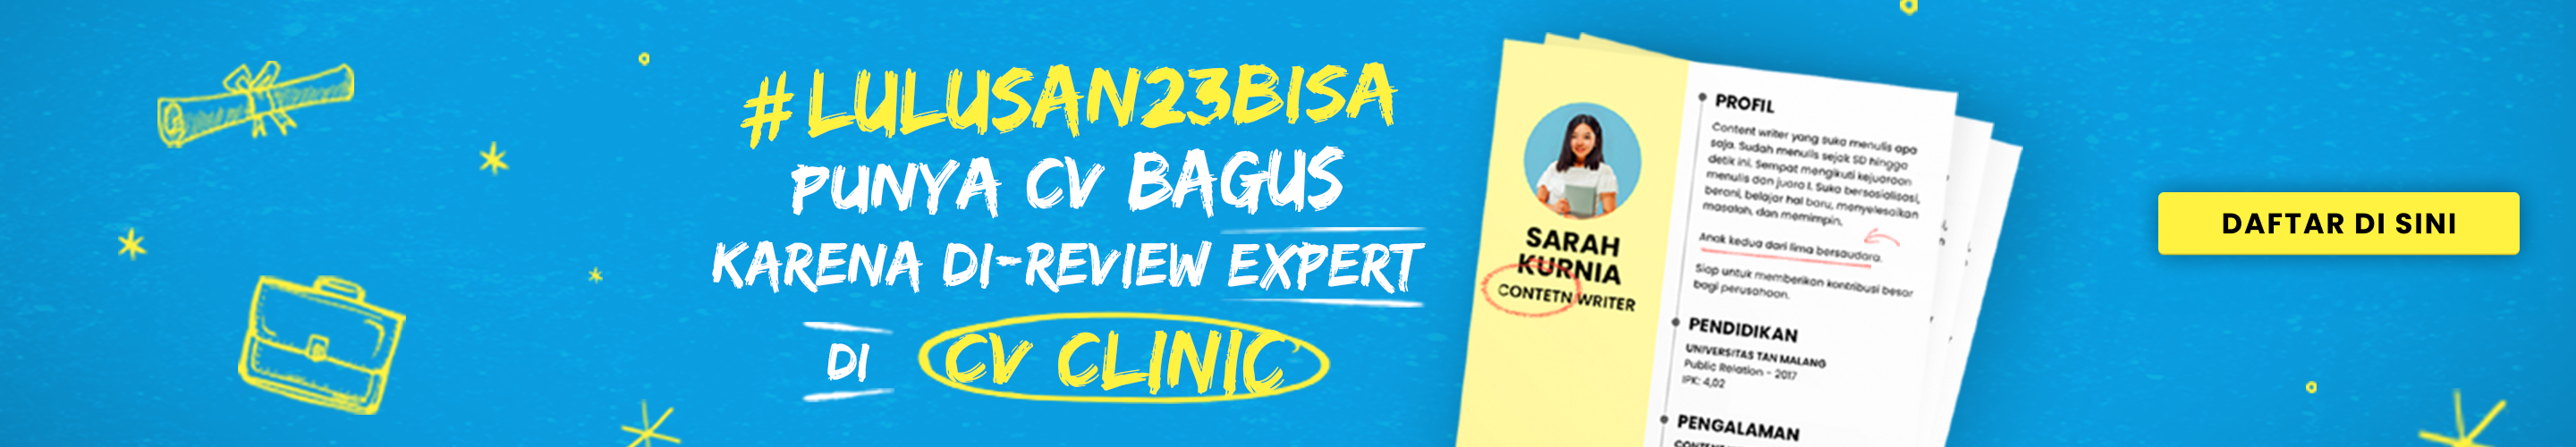 #LULUSAN23BISA
PUNYA CV BAGUS
KARENA DI-REVIEW EXPERT
DI CV CLINIC
SARAH
KURNIA
CONTETN WRITER
PROFIL
Content writer yang suka menulis apa
saja. Sudah menulis sejak SD hingga
detik ini. Sempat mengikuti kejuaraan
menulis dan juara I. Suka bersosialisasi,
berani, belajar hal baru, menyelesaikan
masalah, dan memimpin.
Anak kedua dari lima bersaudara.
Siap untuk memberikan kontribusi besar
bagi perusahaan.
PENDIDIKAN
UNIVERSITAS TAN MALANG
Public Relation - 2017
IPK: 4,02
PENGALAMAN
DAFTAR DI SINI